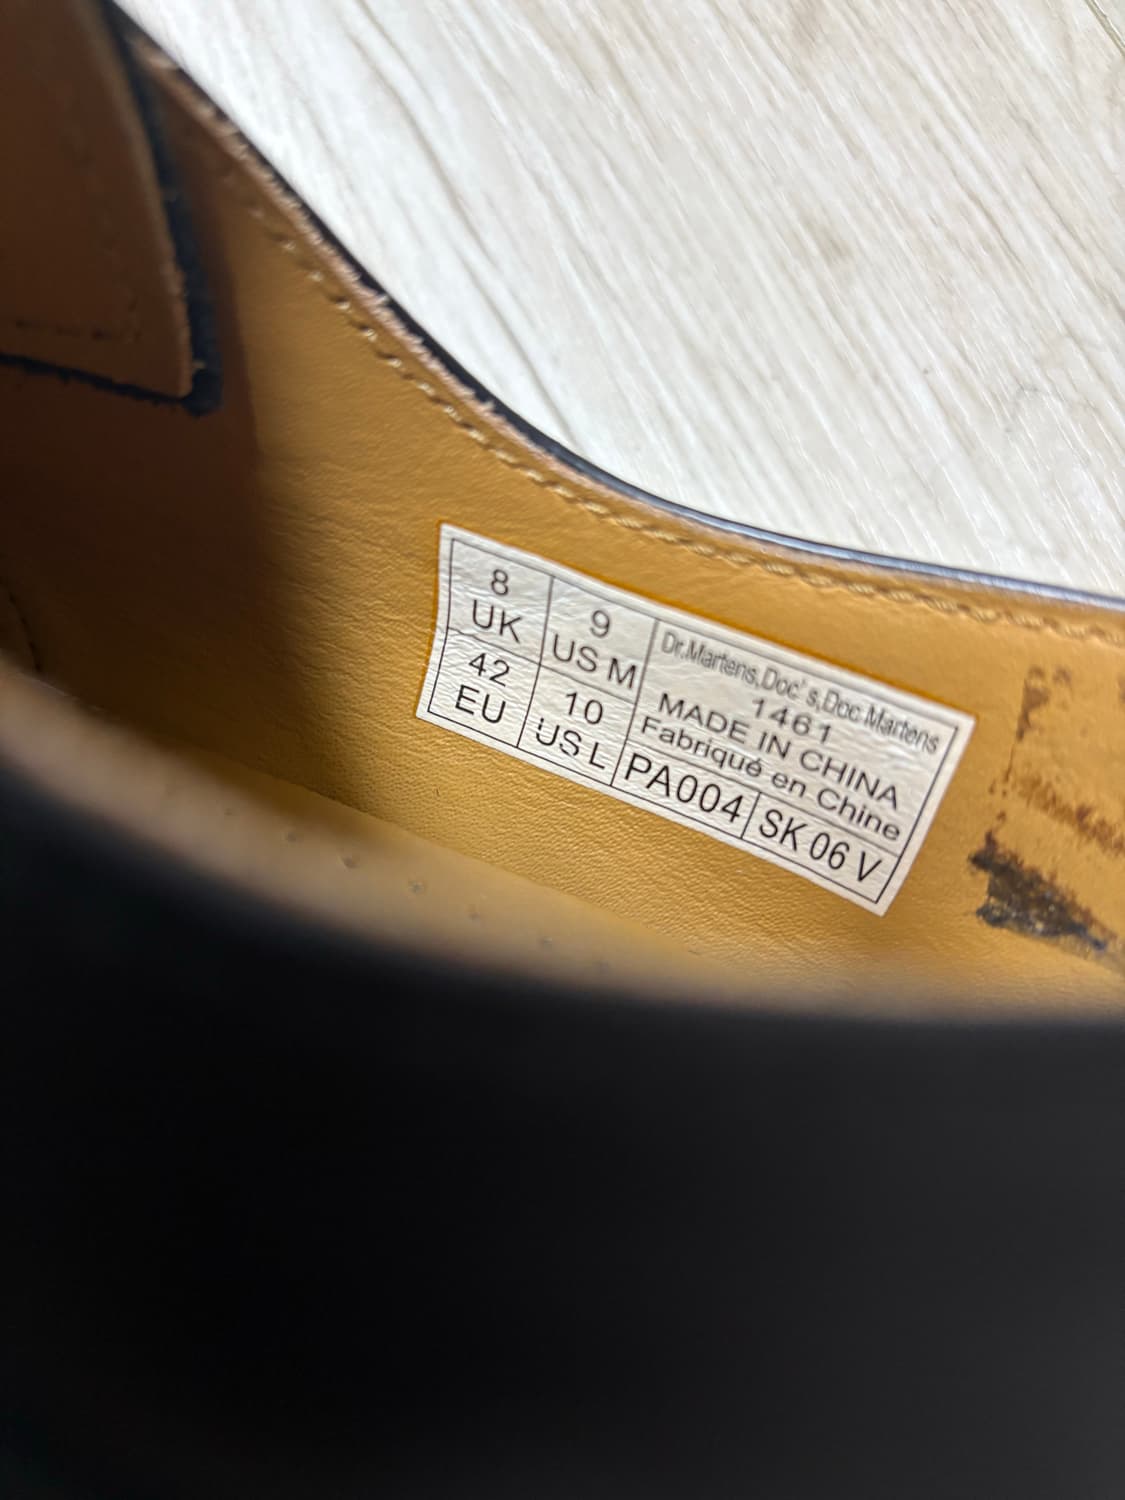 8
UK
9
US M
42
EU
10
US L
Dr.Martens,Doc's,Doc Martens
1461
MADE IN CHINA
Fabriqué en Chine
PA004
SK 06 V